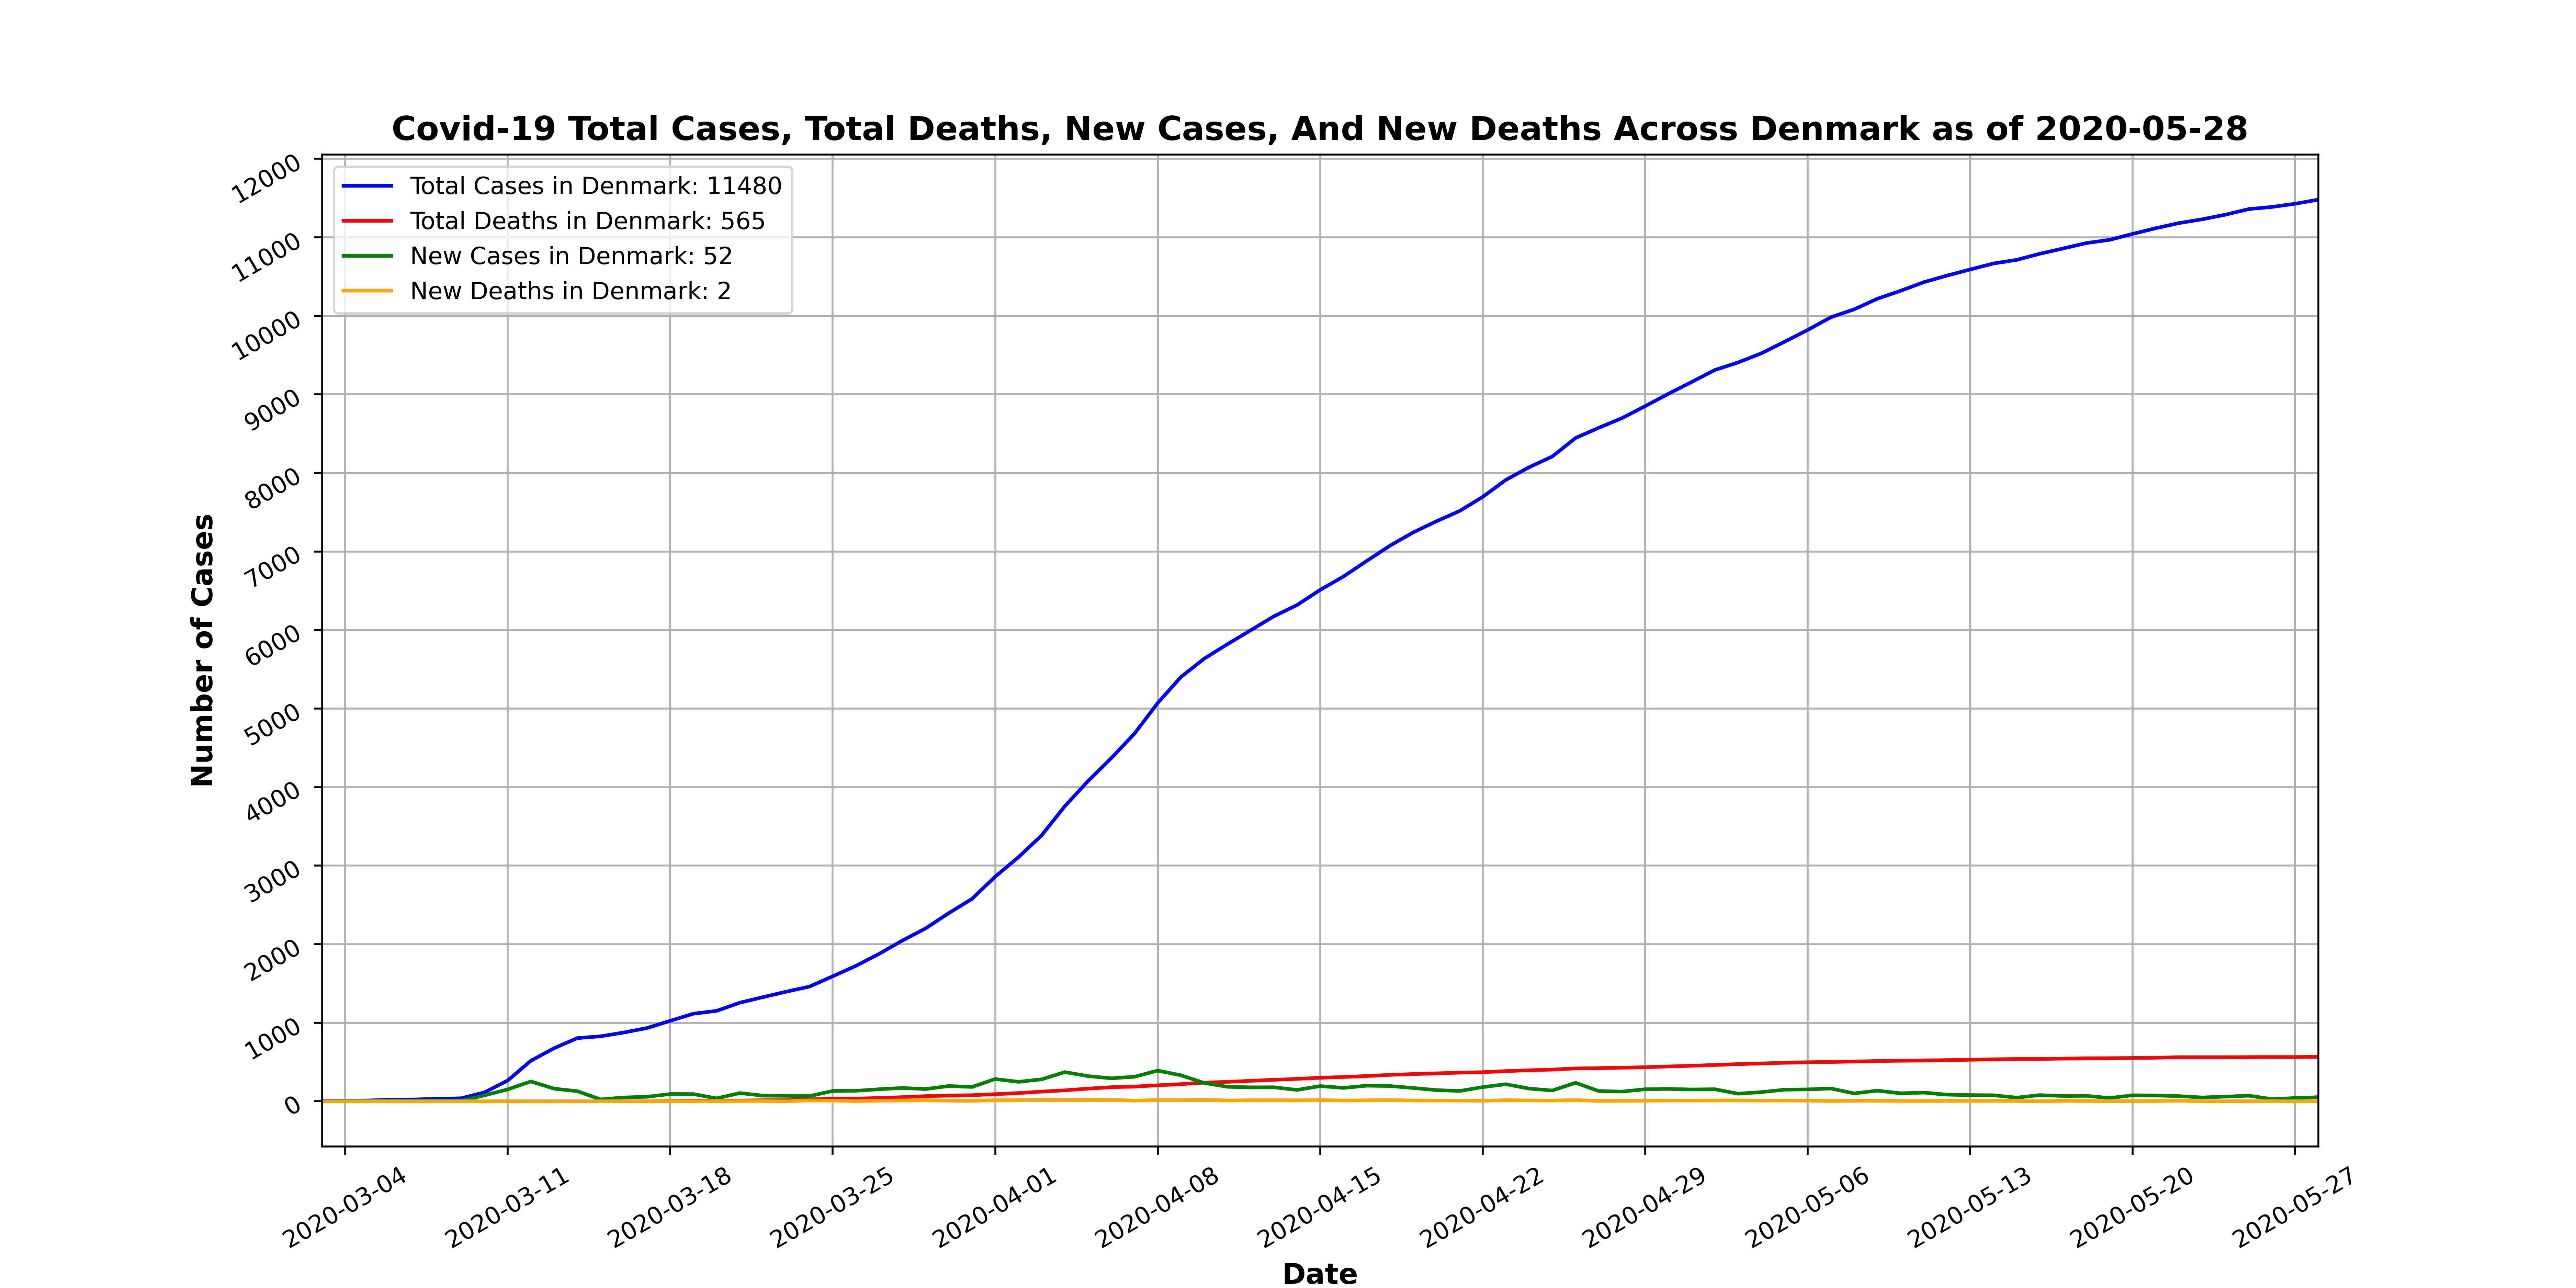 Covid-19 Total Cases, Total Deaths, New Cases, And New Deaths Across Denmark as of 2020-05-28
Total Cases in Denmark: 11480
Total Deaths in Denmark: 565
New Cases in Denmark: 52
New Deaths in Denmark: 2
Number of Cases
12000
11000
10000
9000
8000
7000
6000
5000
4000
3000
2000
1000
0
2020-03-04 2020-03-11 2020-03-18 2020-03-25 2020-04-01 2020-04-08 2020-04-15 2020-04-22 2020-04-29 2020-05-06 2020-05-13 2020-05-20 2020-05-27
Date